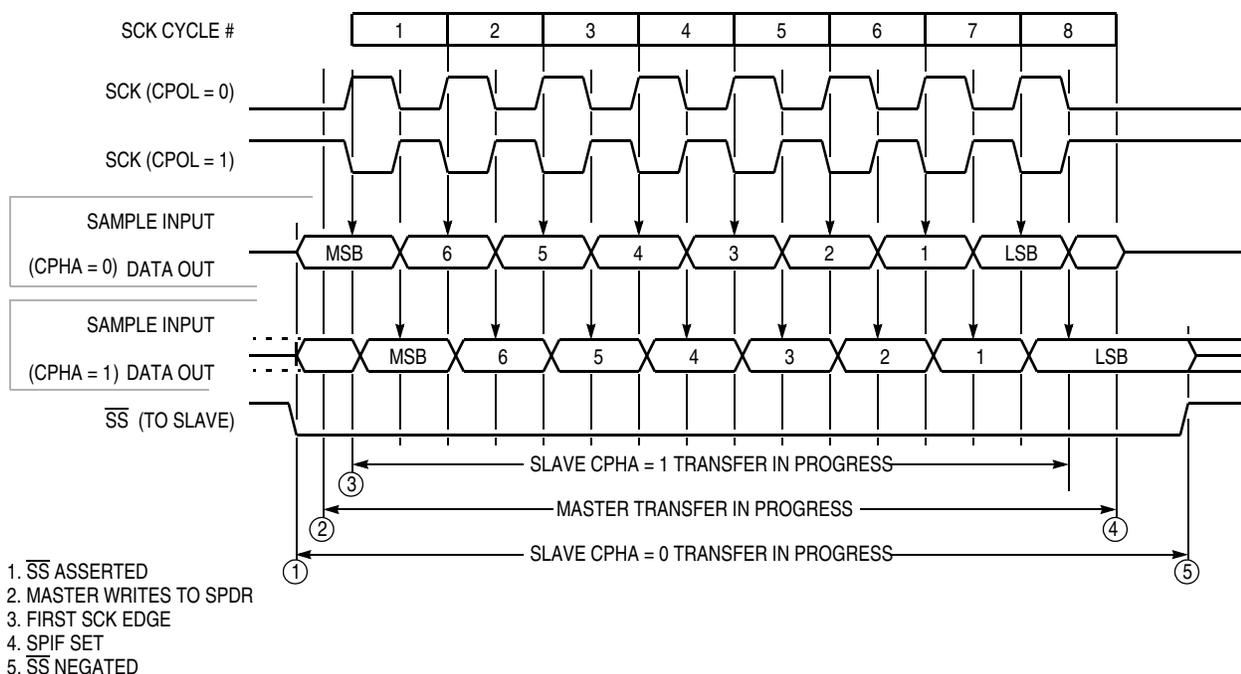 SCK CYCLE # 1 2 3 4 5 6 7 8
SCK (CPOL = 0)
SCK (CPOL = 1)
SAMPLE INPUT
MSB 6 5 4 3 2 1 LSB
(CPHA = 0) DATA OUT
SAMPLE INPUT
MSB 6 5 4 3 2 1 LSB
(CPHA = 1) DATA OUT
SS (TO SLAVE)
SLAVE CPHA = 1 TRANSFER IN PROGRESS
3
MASTER TRANSFER IN PROGRESS
2 4
SLAVE CPHA = 0 TRANSFER IN PROGRESS
1 5
1. SS ASSERTED
2. MASTER WRITES TO SPDR
3. FIRST SCK EDGE
4. SPIF SET
5. SS NEGATED